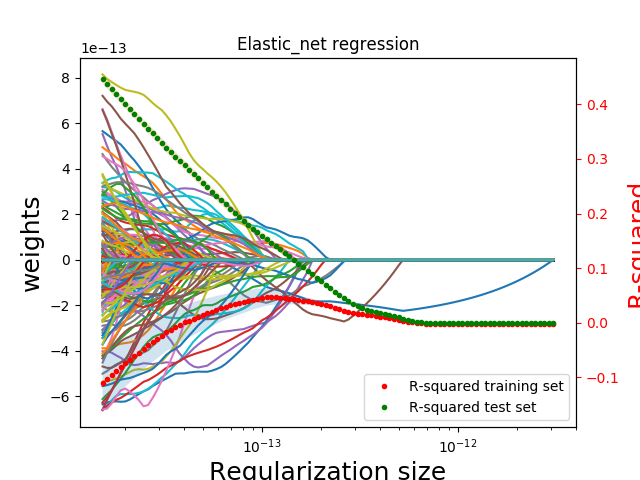 Elastic_net regression
1e−13
8
6
4
2
0
−2
−4
−6
weights
0.4
0.3
0.2
0.1
0.0
−0.1
R-squared
R-squared training set
R-squared test set
10^{-13}
10^{-12}
Regularization size